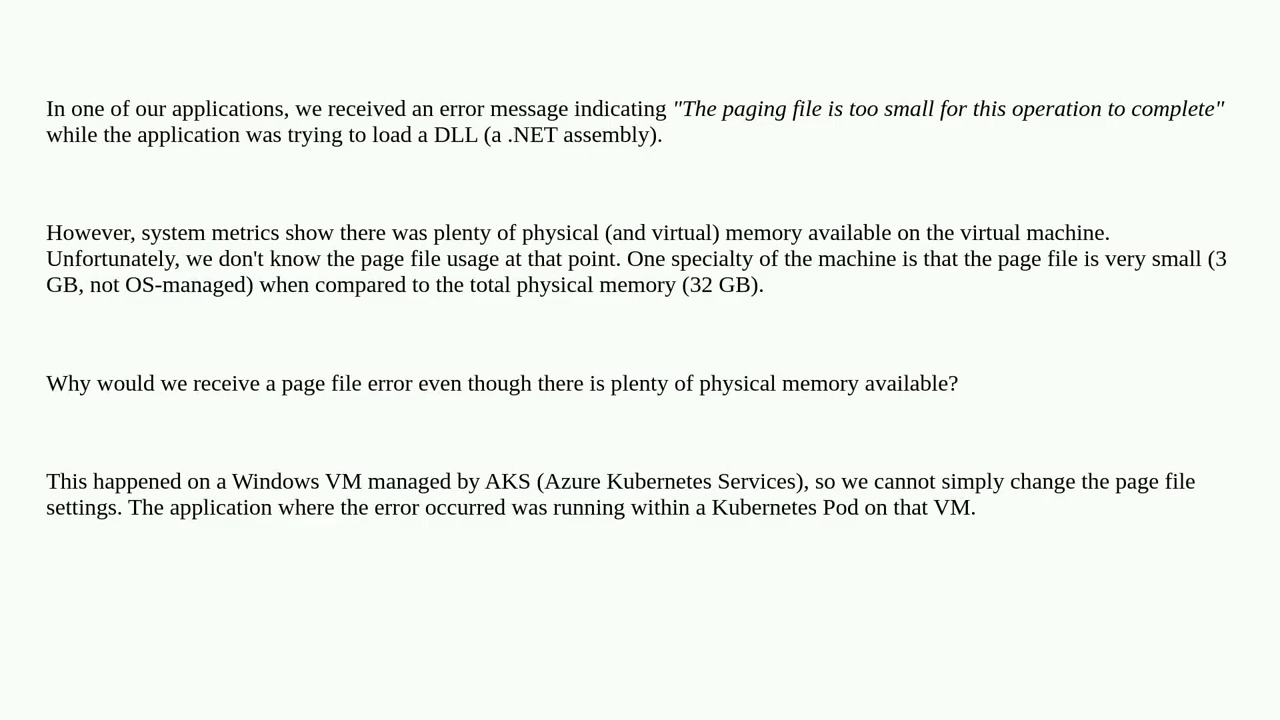 In one of our applications, we received an error message indicating "The paging file is too small for this operation to complete"
while the application was trying to load a DLL (a .NET assembly).
However, system metrics show there was plenty of physical (and virtual) memory available on the virtual machine.
Unfortunately, we don't know the page file usage at that point. One specialty of the machine is that the page file is very small (3
GB, not OS-managed) when compared to the total physical memory (32 GB).
Why would we receive a page file error even though there is plenty of physical memory available?
This happened on a Windows VM managed by AKS (Azure Kubernetes Services), so we cannot simply change the page file
settings. The application where the error occurred was running within a Kubernetes Pod on that VM.